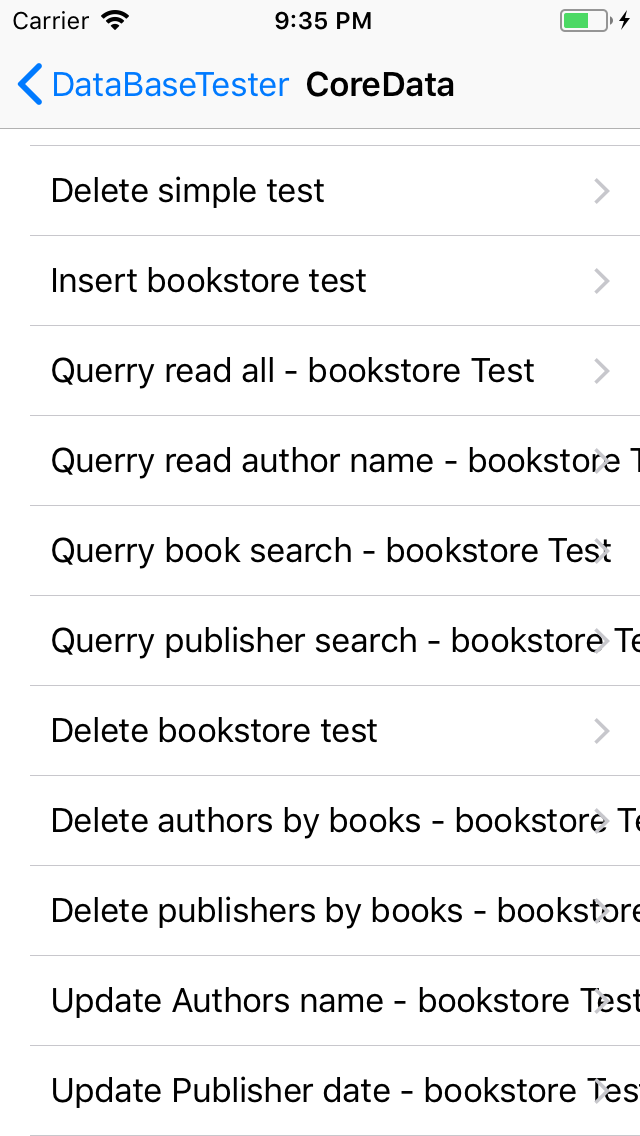 Carrier 9:35 PM
DataBaseTester CoreData
Delete simple test
Insert bookstore test
Querry read all - bookstore Test
Querry read author name - bookstore T
Querry book search - bookstore Test
Querry publisher search - bookstore Te
Delete bookstore test
Delete authors by books - bookstore Te
Delete publishers by books - bookstore
Update Authors name - bookstore Test
Update Publisher date - bookstore Tes